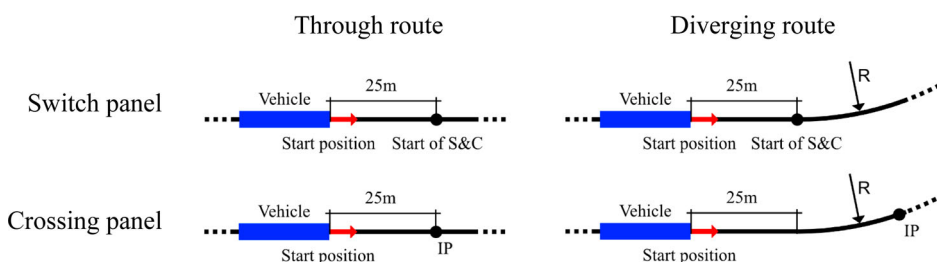 Through route
Diverging route
Switch panel
Vehicle
25m
Start position
Start of S&C
Vehicle
25m
R
Start position
Start of S&C
Crossing panel
Vehicle
25m
Start position
IP
Vehicle
25m
R
Start position
IP